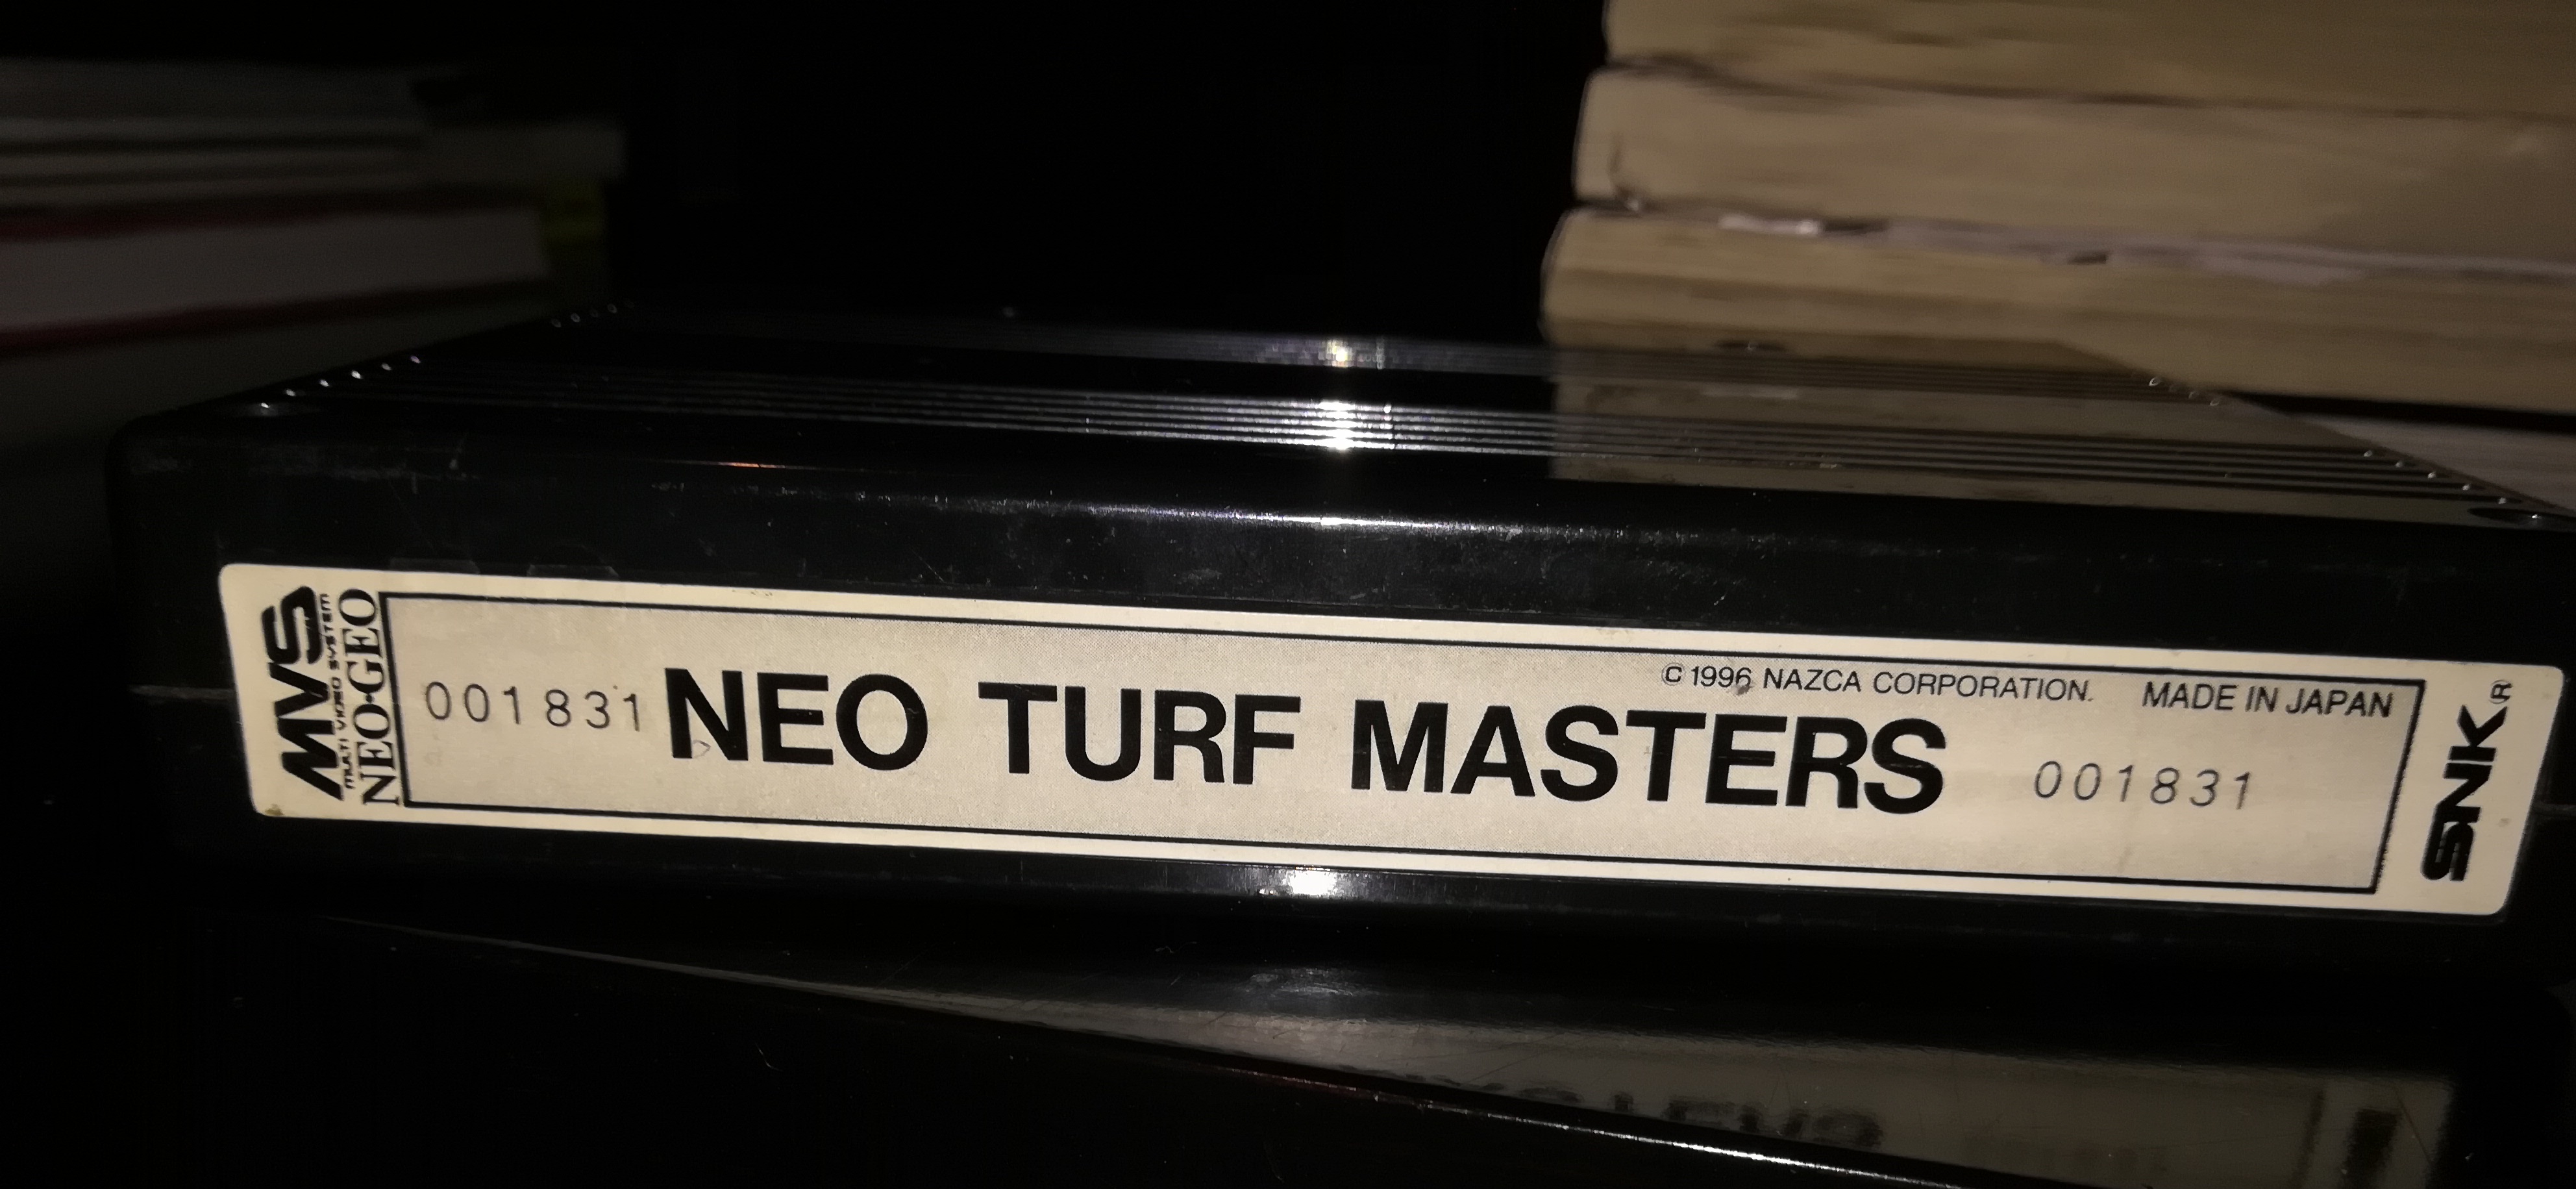 MVS
MULTI VIDEO SYSTEM
NEO•GEO
001831
NEO TURF MASTERS
© 1996 NAZCA CORPORATION. MADE IN JAPAN
001831
SNK®